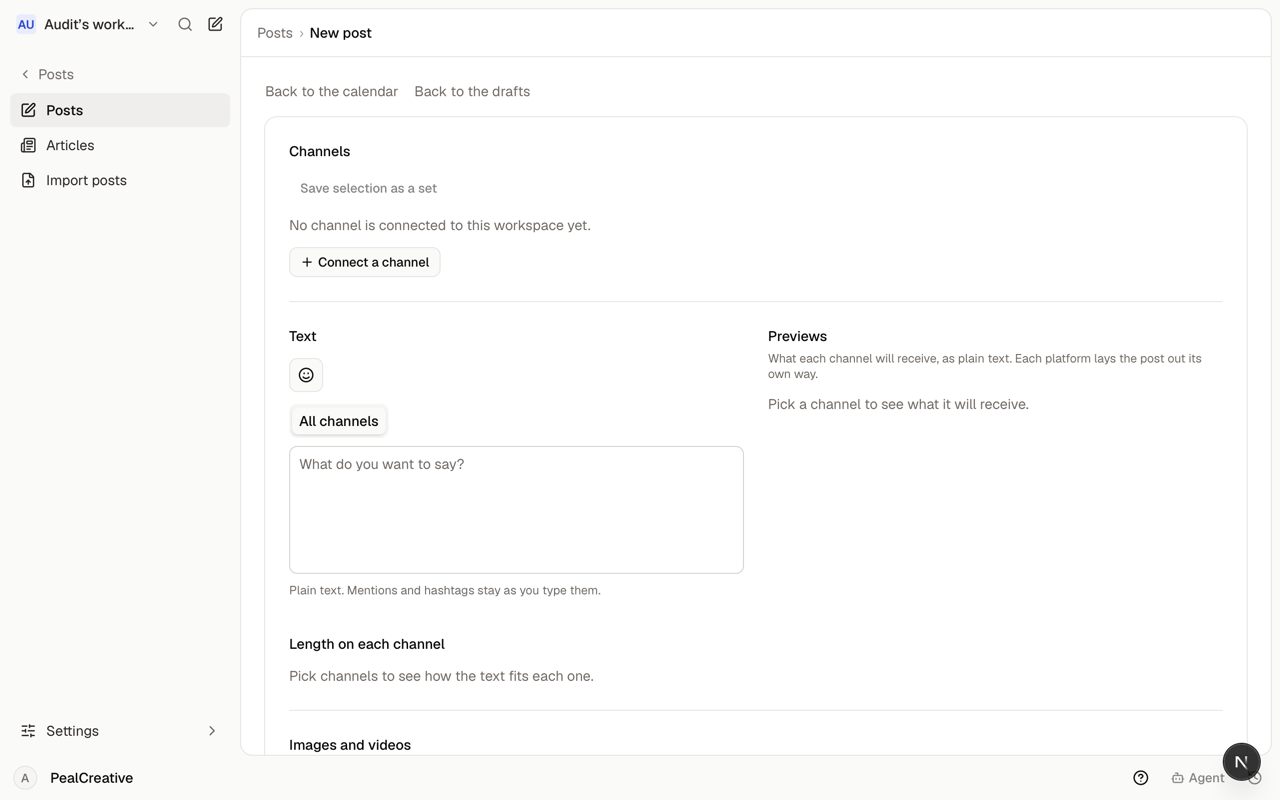 AU Audit's work...
Posts
Posts
Articles
Import posts
Settings
A PealCreative
Posts › New post
Back to the calendar Back to the drafts
Channels
Save selection as a set
No channel is connected to this workspace yet.
+ Connect a channel
Text
All channels
What do you want to say?
Plain text. Mentions and hashtags stay as you type them.
Previews
What each channel will receive, as plain text. Each platform lays the post out its
own way.
Pick a channel to see what it will receive.
Length on each channel
Pick channels to see how the text fits each one.
Images and videos
Agent
N